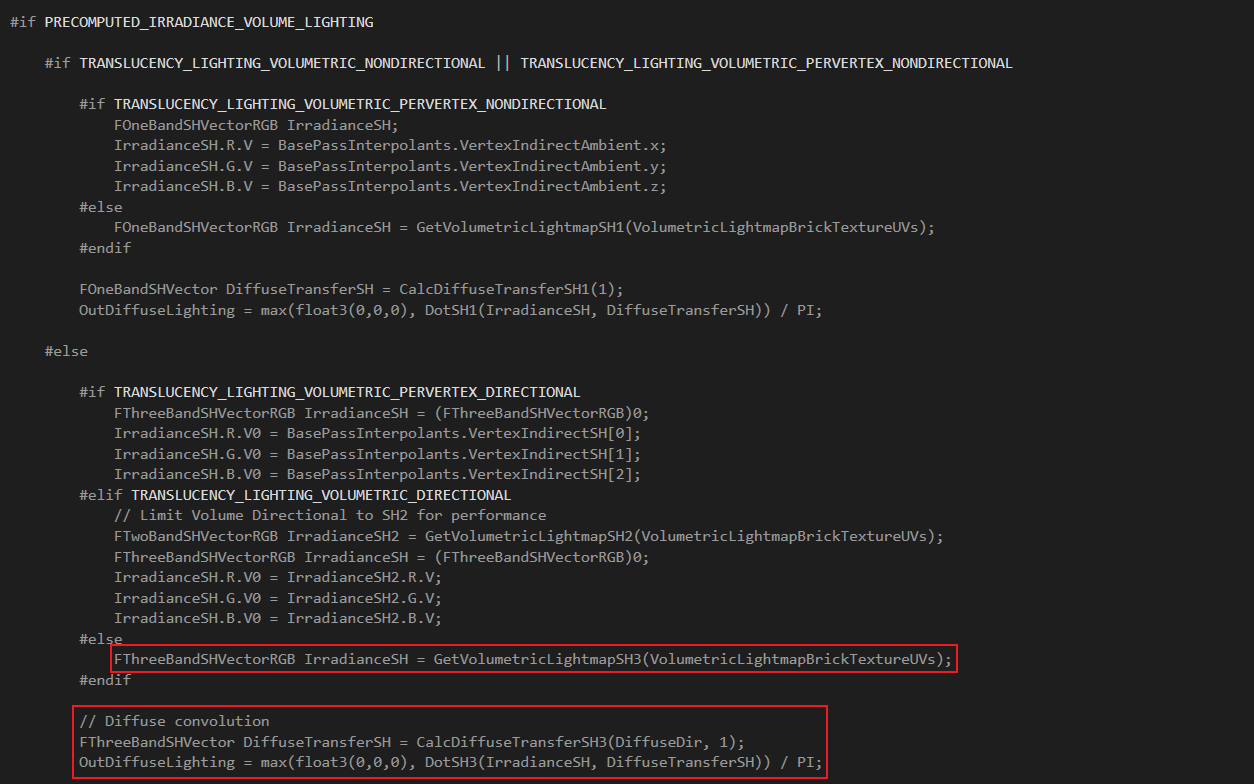 #if PRECOMPUTED_IRRADIANCE_VOLUME_LIGHTING
#if TRANSLUCENCY_LIGHTING_VOLUMETRIC_NONDIRECTIONAL || TRANSLUCENCY_LIGHTING_VOLUMETRIC_PERVERTEX_NONDIRECTIONAL
#if TRANSLUCENCY_LIGHTING_VOLUMETRIC_PERVERTEX_NONDIRECTIONAL
FOneBandSHVectorRGB IrradianceSH;
IrradianceSH.R.V = BasePassInterpolants.VertexIndirectAmbient.x;
IrradianceSH.G.V = BasePassInterpolants.VertexIndirectAmbient.y;
IrradianceSH.B.V = BasePassInterpolants.VertexIndirectAmbient.z;
#else
FOneBandSHVectorRGB IrradianceSH = GetVolumetricLightmapSH1(VolumetricLightmapBrickTextureUVs);
#endif
FOneBandSHVector DiffuseTransferSH = CalcDiffuseTransferSH1(1);
OutDiffuseLighting = max(float3(0,0,0), DotSH1(IrradianceSH, DiffuseTransferSH)) / PI;
#else
#if TRANSLUCENCY_LIGHTING_VOLUMETRIC_PERVERTEX_DIRECTIONAL
FThreeBandSHVectorRGB IrradianceSH = (FThreeBandSHVectorRGB)0;
IrradianceSH.R.V0 = BasePassInterpolants.VertexIndirectSH[0];
IrradianceSH.G.V0 = BasePassInterpolants.VertexIndirectSH[1];
IrradianceSH.B.V0 = BasePassInterpolants.VertexIndirectSH[2];
#elif TRANSLUCENCY_LIGHTING_VOLUMETRIC_DIRECTIONAL
// Limit Volume Directional to SH2 for performance
FTwoBandSHVectorRGB IrradianceSH2 = GetVolumetricLightmapSH2(VolumetricLightmapBrickTextureUVs);
FThreeBandSHVectorRGB IrradianceSH = (FThreeBandSHVectorRGB)0;
IrradianceSH.R.V0 = IrradianceSH2.R.V;
IrradianceSH.G.V0 = IrradianceSH2.G.V;
IrradianceSH.B.V0 = IrradianceSH2.B.V;
#else
FThreeBandSHVectorRGB IrradianceSH = GetVolumetricLightmapSH3(VolumetricLightmapBrickTextureUVs);
#endif
// Diffuse convolution
FThreeBandSHVector DiffuseTransferSH = CalcDiffuseTransferSH3(DiffuseDir, 1);
OutDiffuseLighting = max(float3(0,0,0), DotSH3(IrradianceSH, DiffuseTransferSH)) / PI;